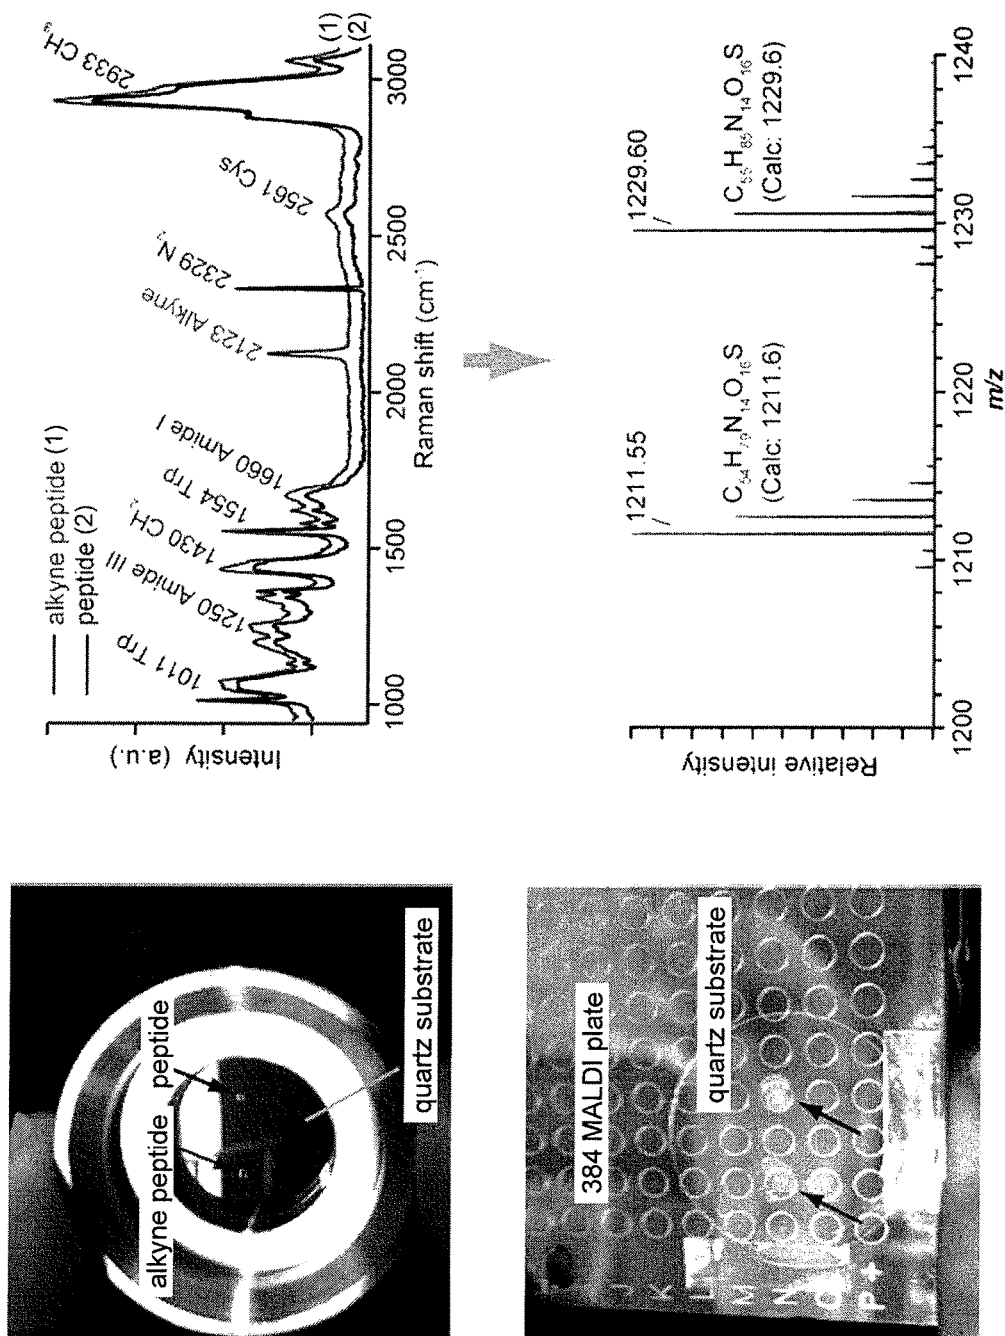 alkyne peptide
peptide
quartz substrate
alkyne peptide (1)
peptide (2)
Intensity (a.u.)
1011 Trp
1250 Amide III
1430 CH₂
1554 Trp
1660 Amide I
2123 Alkyne
2329 N₂
2561 Cys
2933 CH₃
(1)
(2)
1000
1500
2000
2500
3000
Raman shift (cm⁻¹)
384 MALDI plate
quartz substrate
J
K
L
M
N
O
P +
Relative intensity
1211.55
C₅₄H₇₉N₁₄O₁₆S
(Calc: 1211.6)
1229.60
C₅₅H₈₅N₁₄O₁₆S
(Calc: 1229.6)
1200
1210
1220
1230
1240
m/z